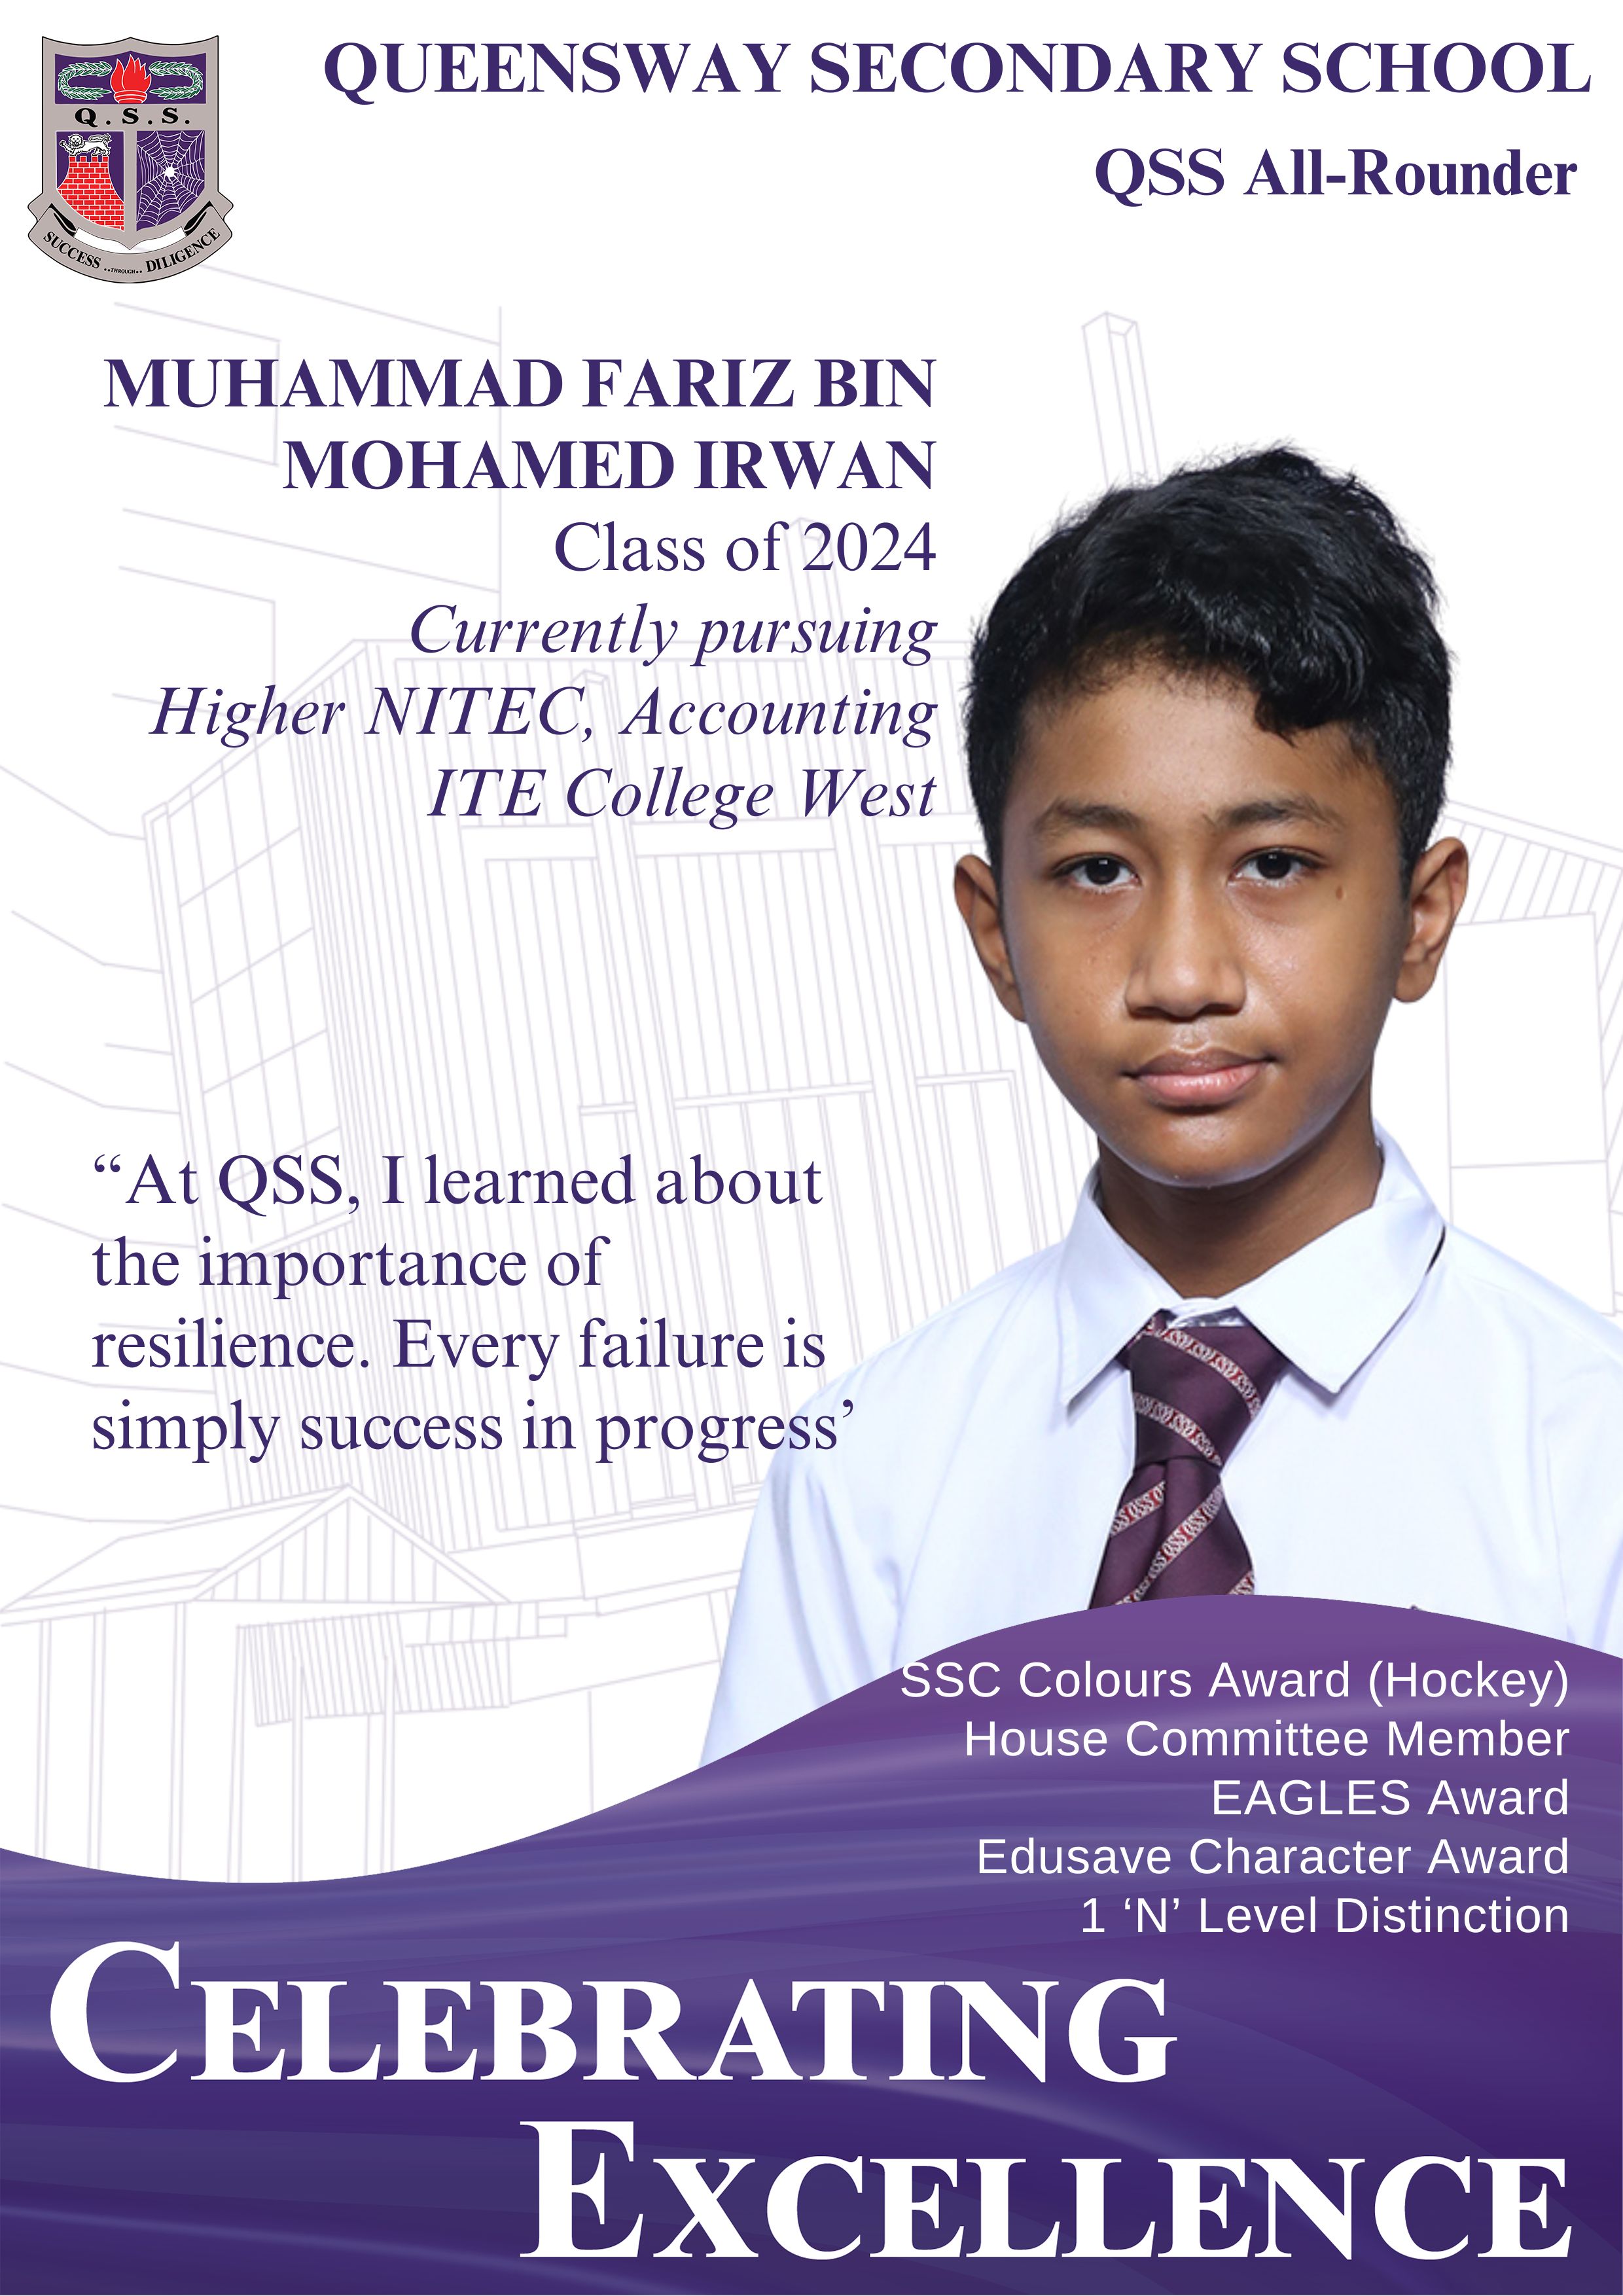 QUEENSWAY SECONDARY SCHOOL
QSS All-Rounder
Q.S.S.
SUCCESS ..THROUGH.. DILIGENCE
MUHAMMAD FARIZ BIN
MOHAMED IRWAN
Class of 2024
Currently pursuing
Higher NITEC, Accounting
ITE College West
“At QSS, I learned about
the importance of
resilience. Every failure is
simply success in progress’
SSC Colours Award (Hockey)
House Committee Member
EAGLES Award
Edusave Character Award
1 ‘N’ Level Distinction
CELEBRATING
EXCELLENCE